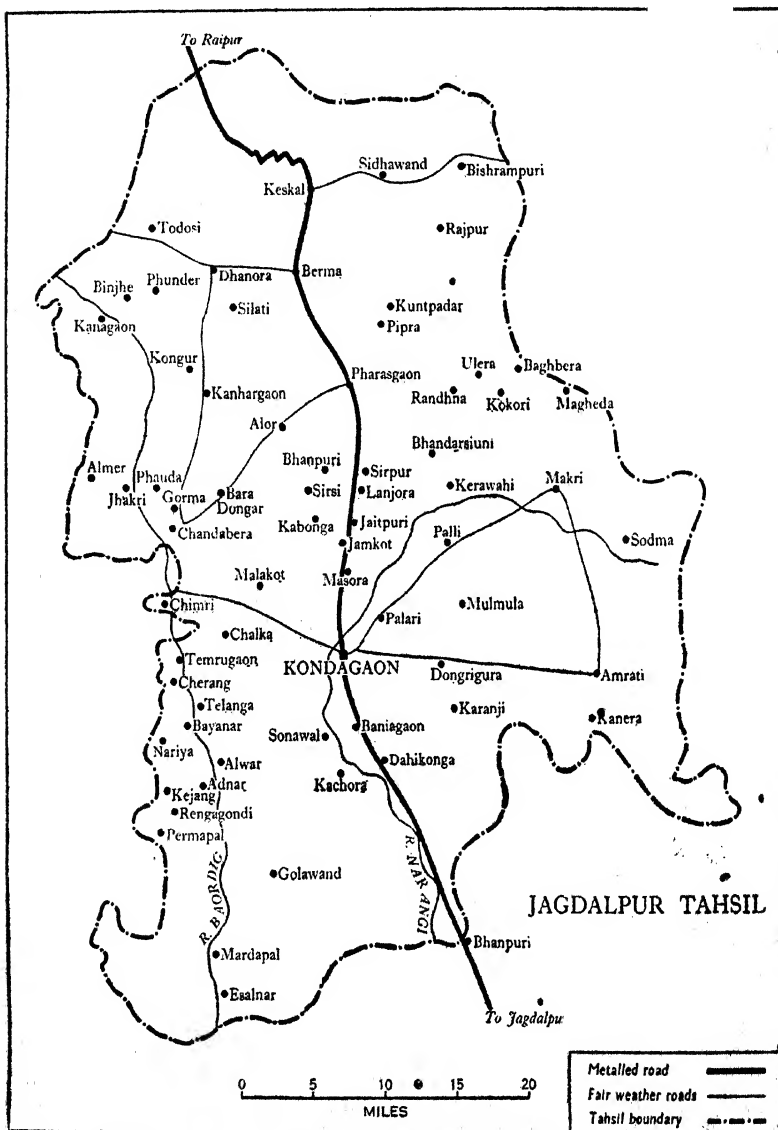 To Raipur
Sidhawand
Bishrampuri
Keskal
Todosi
Rajpur
Dhanora
Berma
Binjhe
Phunder
Silati
Kuntpadar
Kanagaon
Pipra
Kongur
Ulera
Baghbera
Pharasgaon
Kanhargaon
Randhna
Kokori
Magheda
Alor
Bhandarsiuni
Bhanpuri
Sirpur
Almer
Phauda
Jhakri
Gorma
Bara
Dongar
Sirsi
Lanjora
Kerawahi
Makri
Chandabera
Kabonga
Jaitpuri
Jamkot
Palli
Sodma
Malakot
Masora
Chimri
Palari
Mulmula
Chalka
Temrugaon
KONDAGAON
Dongrigura
Amrati
Cherang
Telanga
Karanji
Kanera
Bayanar
Sonawal
Baniagaon
Nariya
Alwar
Dahikonga
Adnar
Kejang
Kachora
Rengagondi
Permapal
R. BAORDIG
Golawand
R. NARANGI
JAGDALPUR TAHSIL
Bhanpuri
Mardapal
Esalnar
To Jagdalpur
0 5 10 15 20
MILES
Metalled road
Fair weather roads
Tahsil boundary